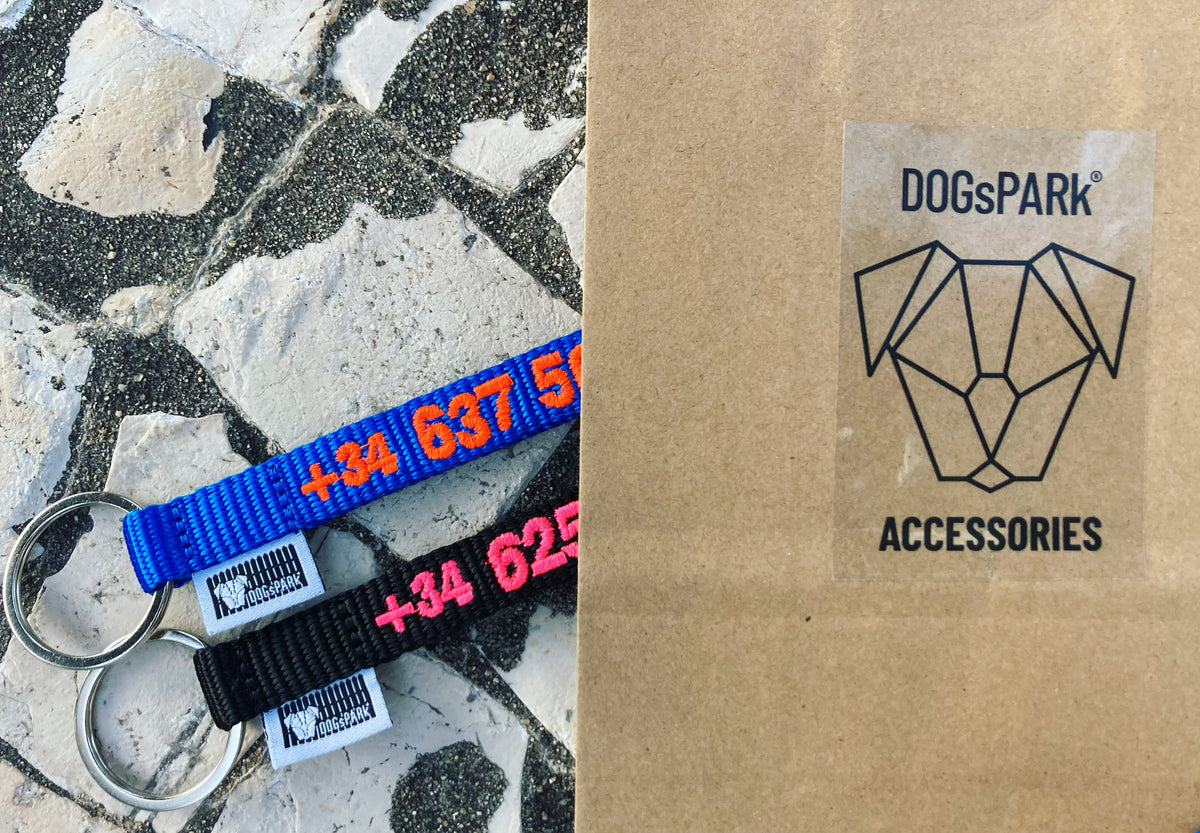 +34 637 5
DOGsPARK
+34 625
DOGsPARK
DOGsPARK®
ACCESSORIES